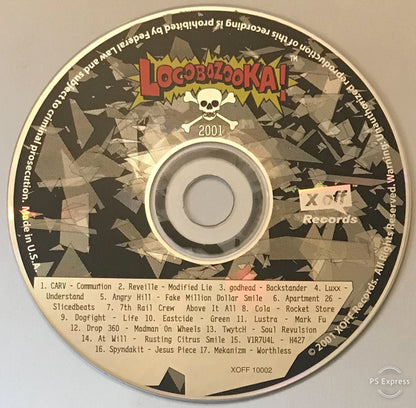 LOCOBAZOOKA!
TM
2001
X off
Records
1. CARV - Communion 2. Reveille - Modified Lie 3. godhead - Backstander 4. Luxx -
Understand 5. Angry Hill - Fake Million Dollar Smile 6. Apartment 26 -
Slicedbeats 7. 7th Rail Crew Above It All 8. Cola - Rocket Store
9. Dogfight - Life 10. Eastcide - Green 11. Lustra - Mark Fu
12. Drop 360 - Madman On Wheels 13. TwytcH - Soul Revulsion
14. At Will - Rusting Citrus Smile 15. V1R7U4L - H427
16. Spyndakit - Jesus Piece 17. Mekanizm - Worthless
XOFF 10002
© 2001 XOFF Records. All Rights Reserved. Warning: Unauthorized reproduction of this recording is prohibited by Federal Law and subject to criminal prosecution. Made in U.S.A.
PS Express